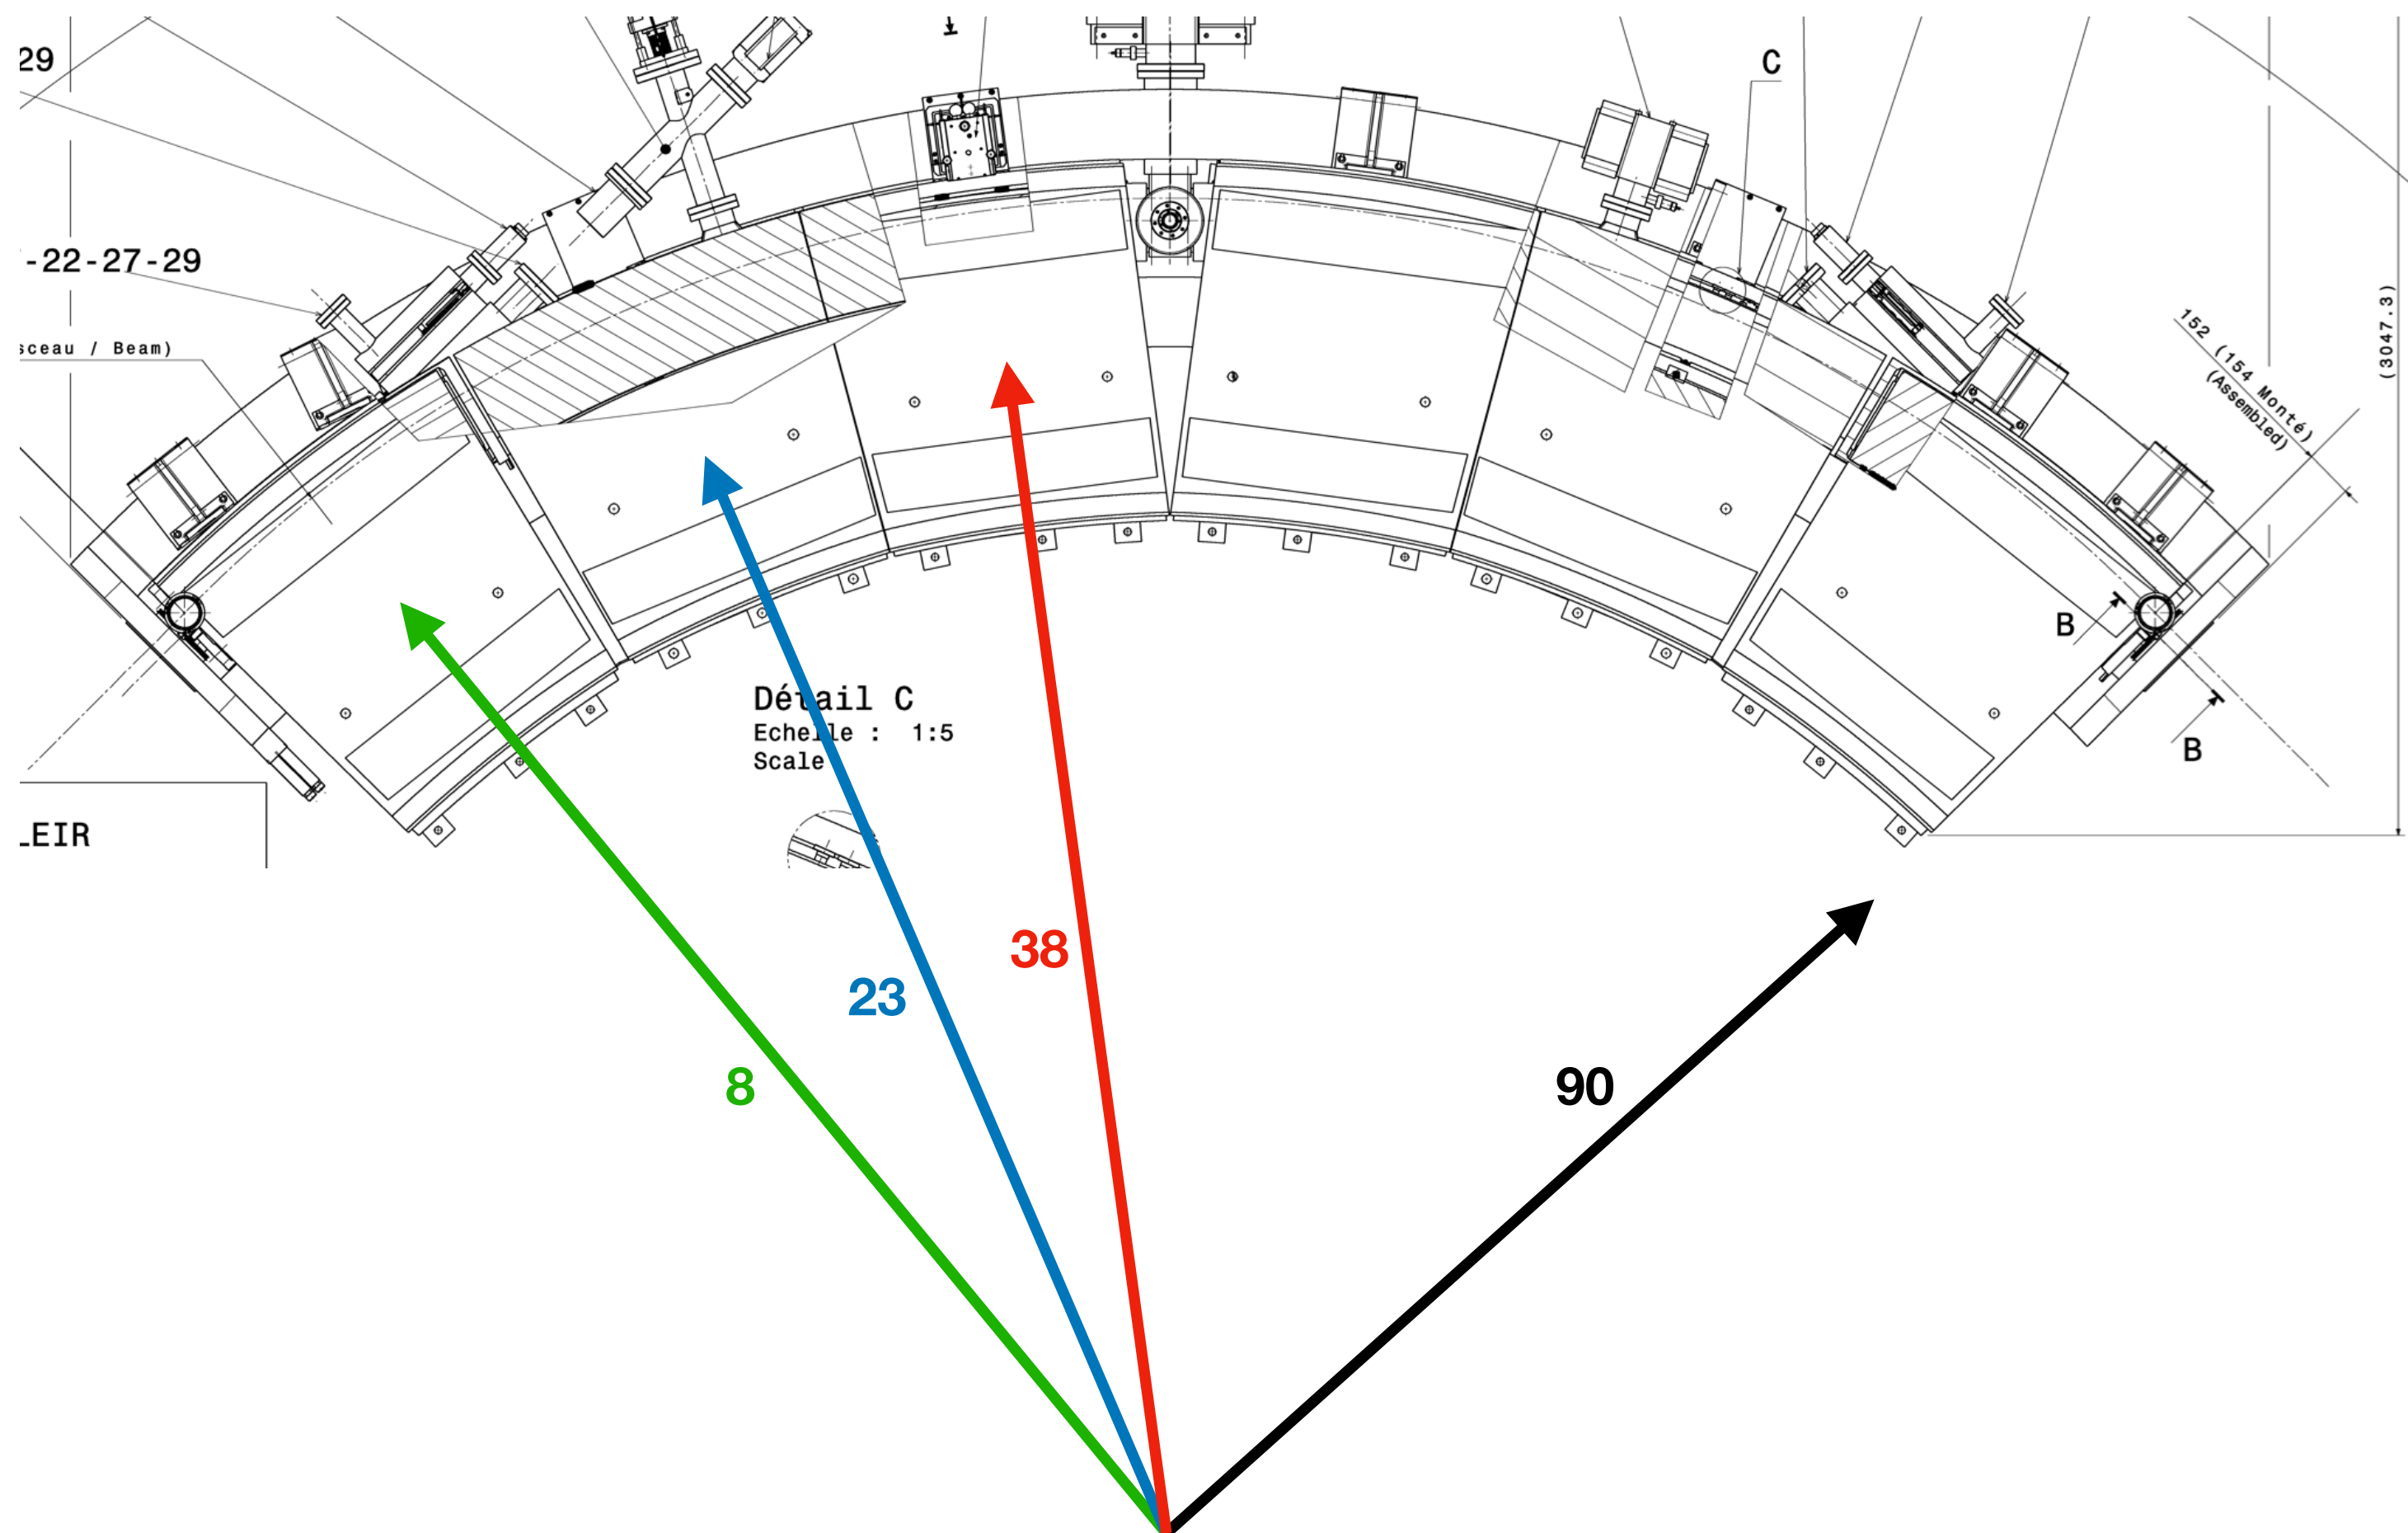 29
C
-22-27-29
sceau / Beam)
152 (154 Monté)
(Assembled)
(3047.3)
B
Détail C
Echelle : 1:5
Scale
B
LEIR
38
23
8
90